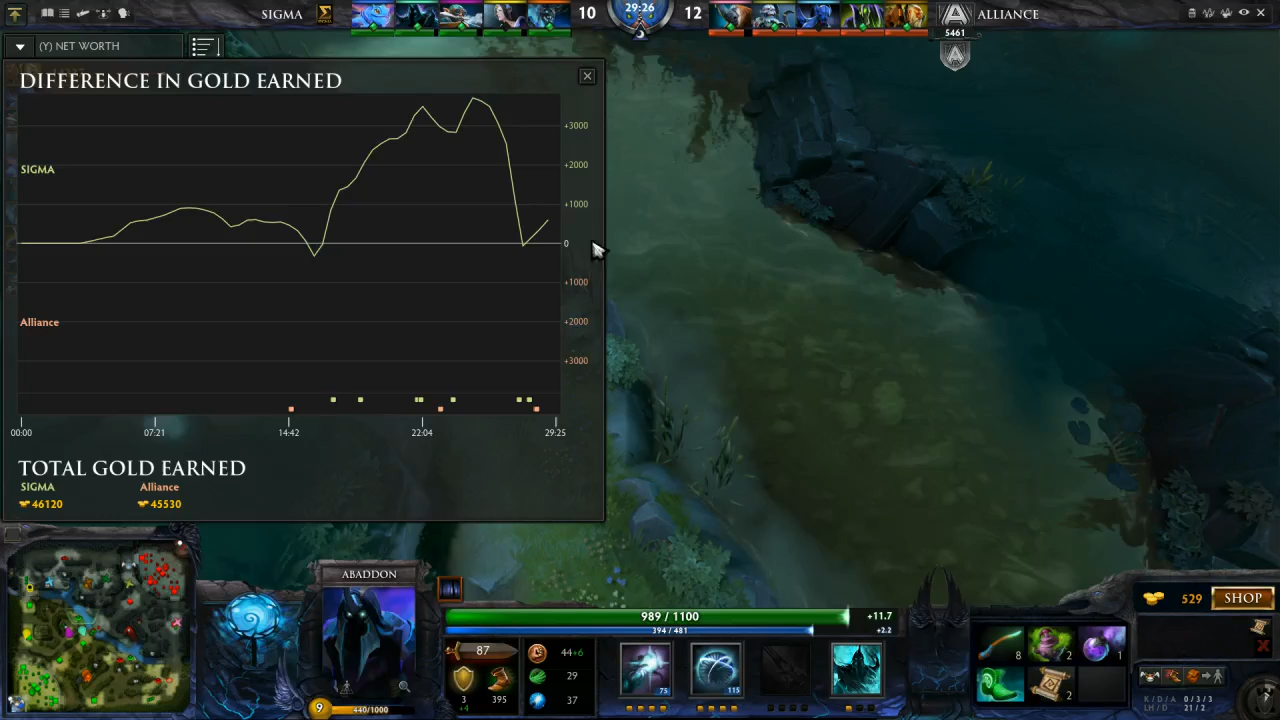 SIGMA 10 29:26 12 ALLIANCE
5461
(Y) NET WORTH
DIFFERENCE IN GOLD EARNED
+3000
+2000
SIGMA
+1000
0
+1000
Alliance
+2000
+3000
00:00 07:21 14:42 22:04 29:25
TOTAL GOLD EARNED
SIGMA Alliance
46120 45530
ABADDON
989 / 1100 +11.7
394 / 481 +2.2
529 SHOP
87 44+6
29
3 395 37
+4
75 115
8 2 1
2
9 440/1000
K / D / A 0 / 3 / 3
LH / D 21 / 2